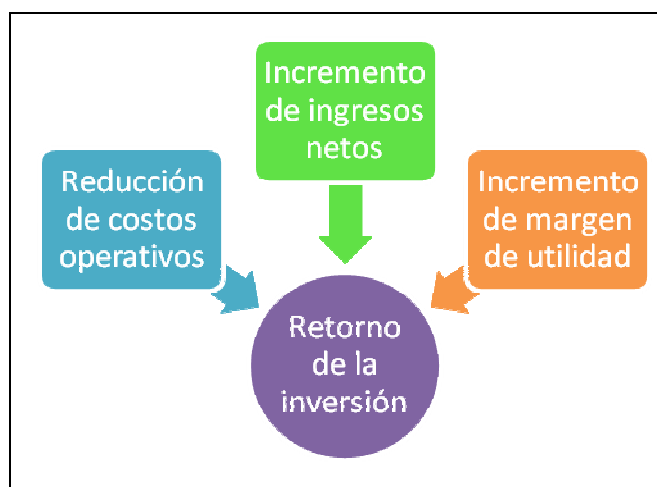 Incremento
de ingresos
netos
Reducción
de costos
operativos
Incremento
de margen
de utilidad
Retorno
de la
inversión